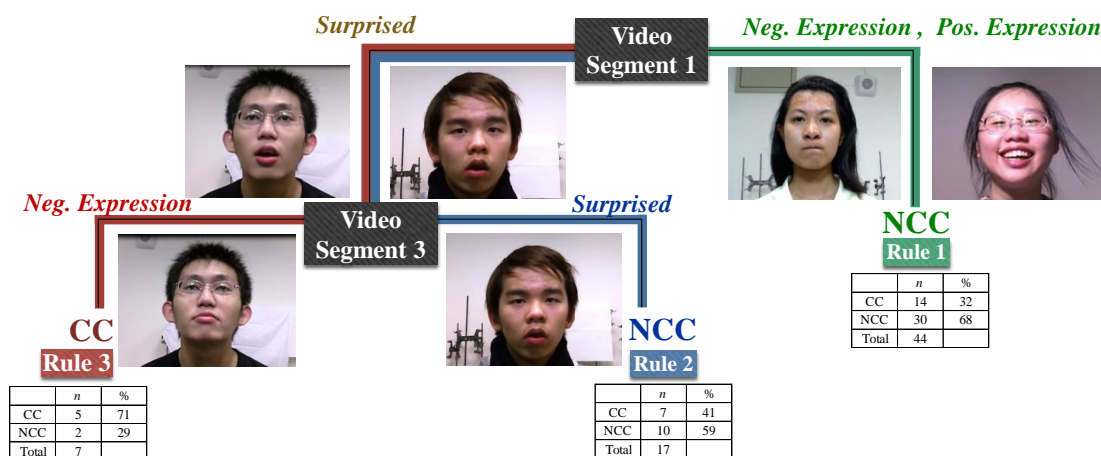 Surprised
Video
Segment 1
Neg. Expression , Pos. Expression
Neg. Expression
Video
Segment 3
Surprised
NCC
Rule 1
n %
CC 14 32
NCC 30 68
Total 44
CC
Rule 3
NCC
Rule 2
n %
CC 5 71
NCC 2 29
Total 7
n %
CC 7 41
NCC 10 59
Total 17